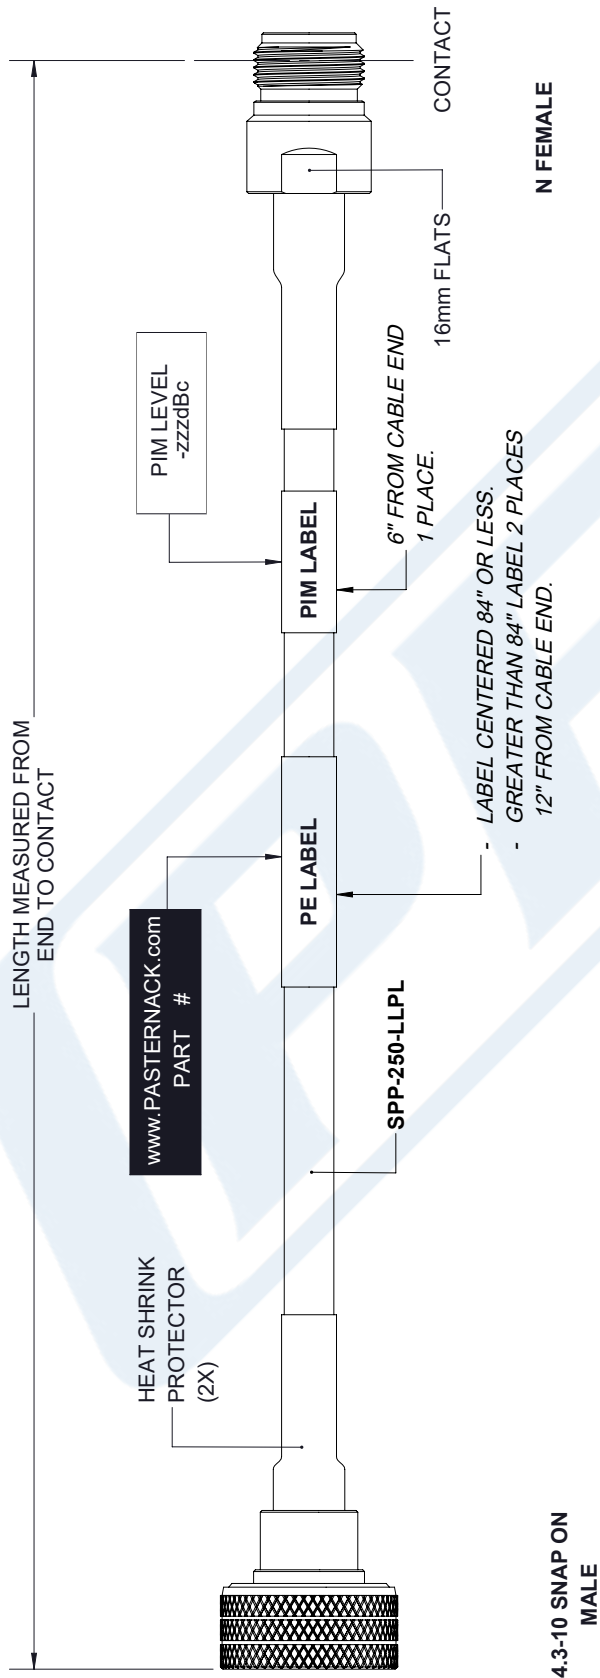 LENGTH MEASURED FROM
END TO CONTACT
HEAT SHRINK
PROTECTOR
(2X)
www.PASTERNACK.com
PART #
PIM LEVEL
-zzzdBc
PE LABEL
PIM LABEL
SPP-250-LLPL
- LABEL CENTERED 84" OR LESS.
- GREATER THAN 84" LABEL 2 PLACES
12" FROM CABLE END.
6" FROM CABLE END
1 PLACE.
16mm FLATS
CONTACT
4.3-10 SNAP ON
MALE
N FEMALE